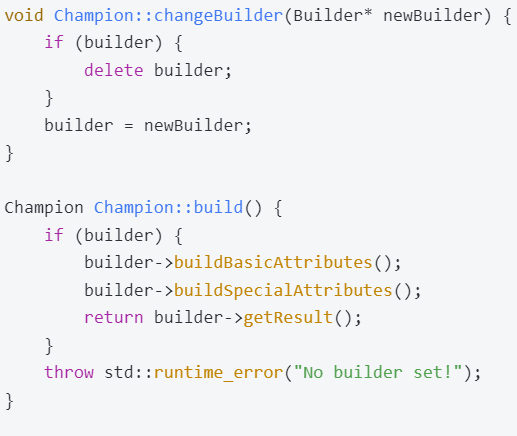 void Champion::changeBuilder(Builder* newBuilder) {
    if (builder) {
        delete builder;
    }
    builder = newBuilder;
}

Champion Champion::build() {
    if (builder) {
        builder->buildBasicAttributes();
        builder->buildSpecialAttributes();
        return builder->getResult();
    }
    throw std::runtime_error("No builder set!");
}